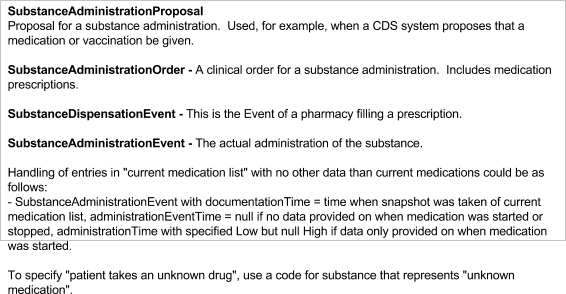 SubstanceAdministrationProposal
Proposal for a substance administration.  Used, for example, when a CDS system proposes that a
medication or vaccination be given.

SubstanceAdministrationOrder - A clinical order for a substance administration.  Includes medication
prescriptions.

SubstanceDispensationEvent - This is the Event of a pharmacy filling a prescription.

SubstanceAdministrationEvent - The actual administration of the substance.

Handling of entries in "current medication list" with no other data than current medications could be as
follows:
- SubstanceAdministrationEvent with documentationTime = time when snapshot was taken of current
medication list, administrationEventTime = null if no data provided on when medication was started or
stopped, administrationTime with specified Low but null High if data only provided on when medication
was started.

To specify "patient takes an unknown drug", use a code for substance that represents "unknown
medication".